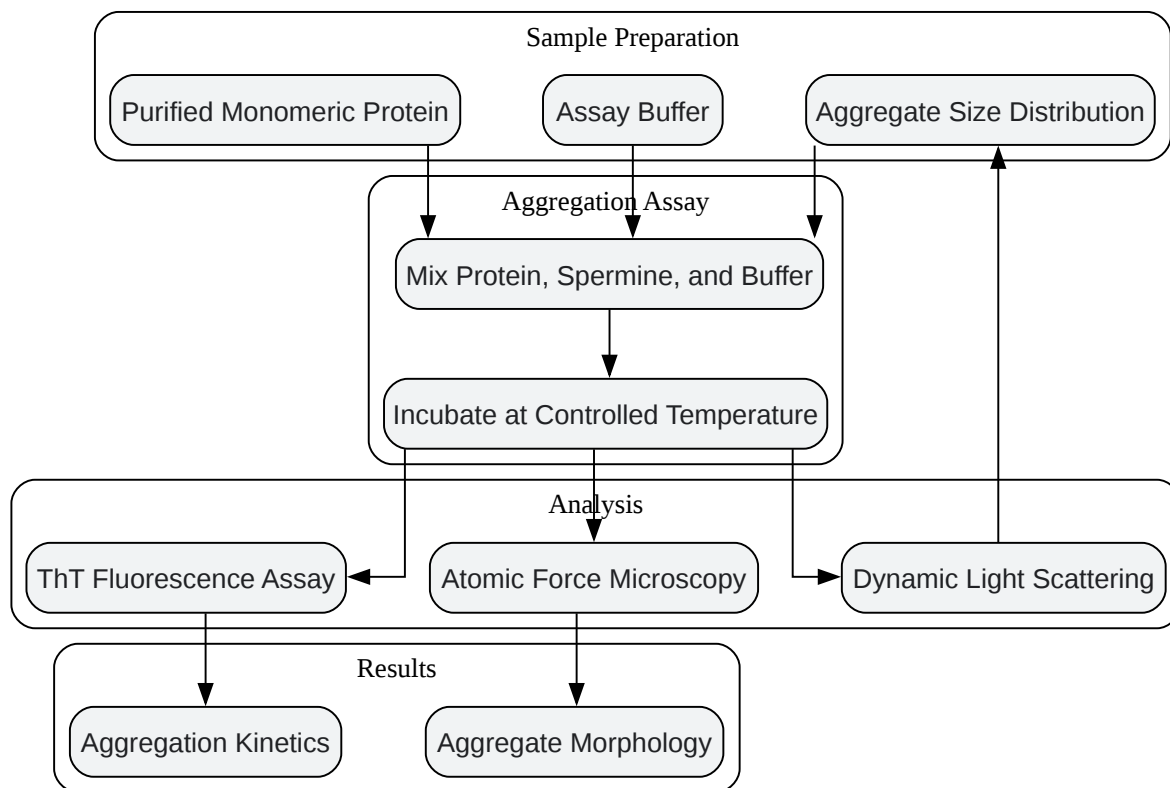 Sample Preparation
Purified Monomeric Protein
Assay Buffer
Aggregate Size Distribution
Aggregation Assay
Mix Protein, Spermine, and Buffer
Incubate at Controlled Temperature
Analysis
ThT Fluorescence Assay
Atomic Force Microscopy
Dynamic Light Scattering
Results
Aggregation Kinetics
Aggregate Morphology